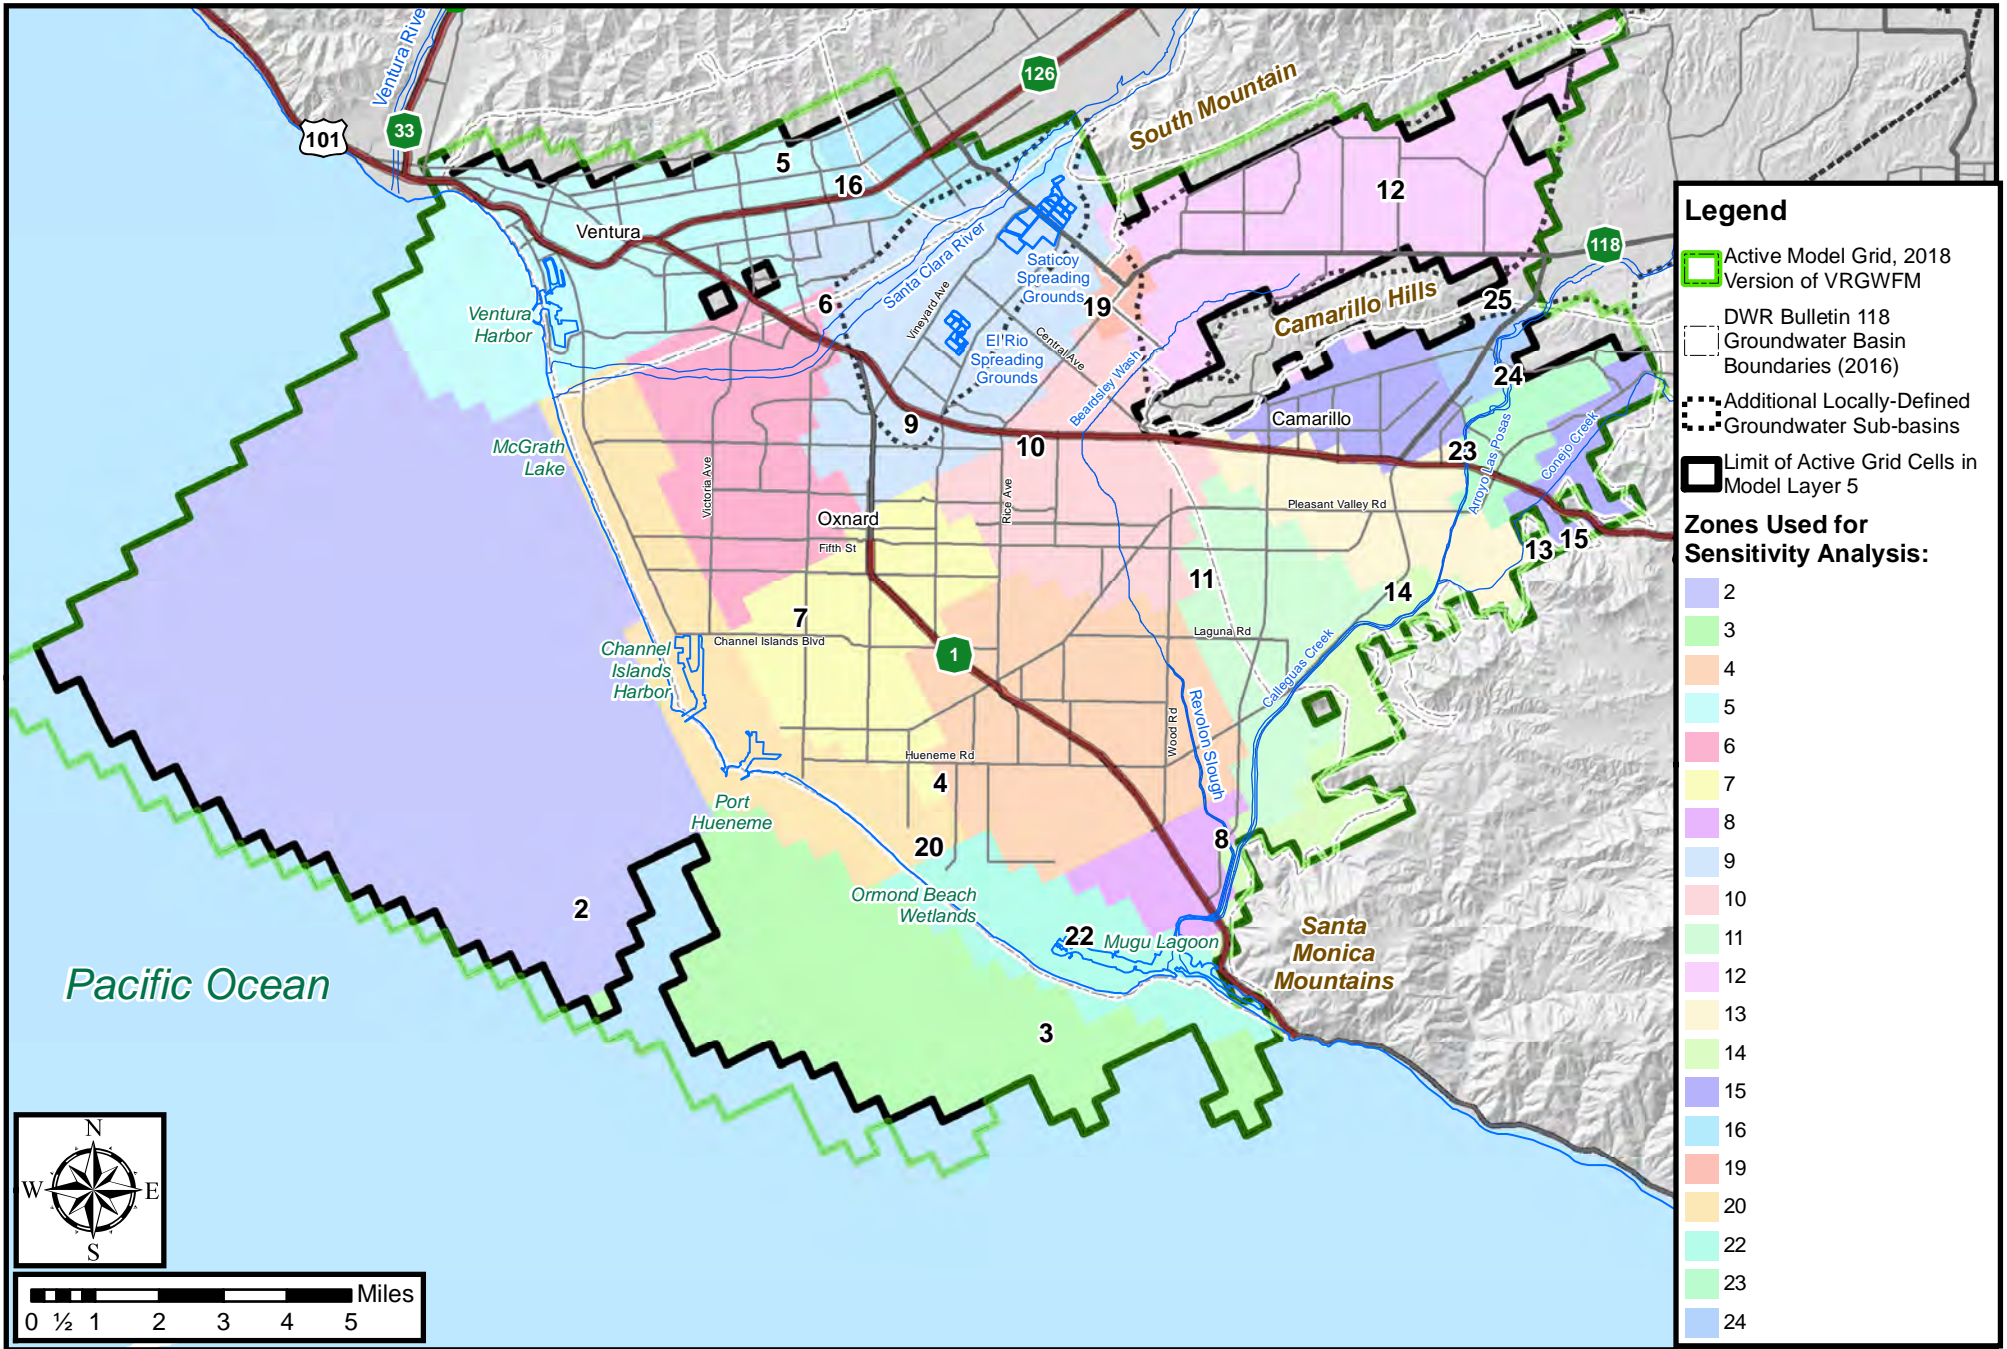 Ventura River
126
South Mountain
101
33
5
16
12
118
Ventura
Santa Clara River
Saticoy
Spreading
Grounds
Vineyard Ave
6
19
25
Camarillo Hills
Ventura
Harbor
El Rio
Spreading
Grounds
Central Ave
Beardsley Wash
24
McGrath
Lake
9
10
Camarillo
23
Arroyo Las Posas
Conejo Creek
Victoria Ave
Rice Ave
Pleasant Valley Rd
Oxnard
Fifth St
13
15
11
14
7
Channel Islands Blvd
Laguna Rd
1
Channel
Islands
Harbor
Calleguas Creek
Revolon Slough
Wood Rd
Hueneme Rd
4
Port
Hueneme
20
8
Ormond Beach
Wetlands
2
22
Mugu Lagoon
Santa
Monica
Mountains
Pacific Ocean
3
N
W
E
S
Miles
0 ½ 1 2 3 4 5
Legend
Active Model Grid, 2018
Version of VRGWFM
DWR Bulletin 118
Groundwater Basin
Boundaries (2016)
Additional Locally-Defined
Groundwater Sub-basins
Limit of Active Grid Cells in
Model Layer 5
Zones Used for
Sensitivity Analysis:
2
3
4
5
6
7
8
9
10
11
12
13
14
15
16
19
20
22
23
24